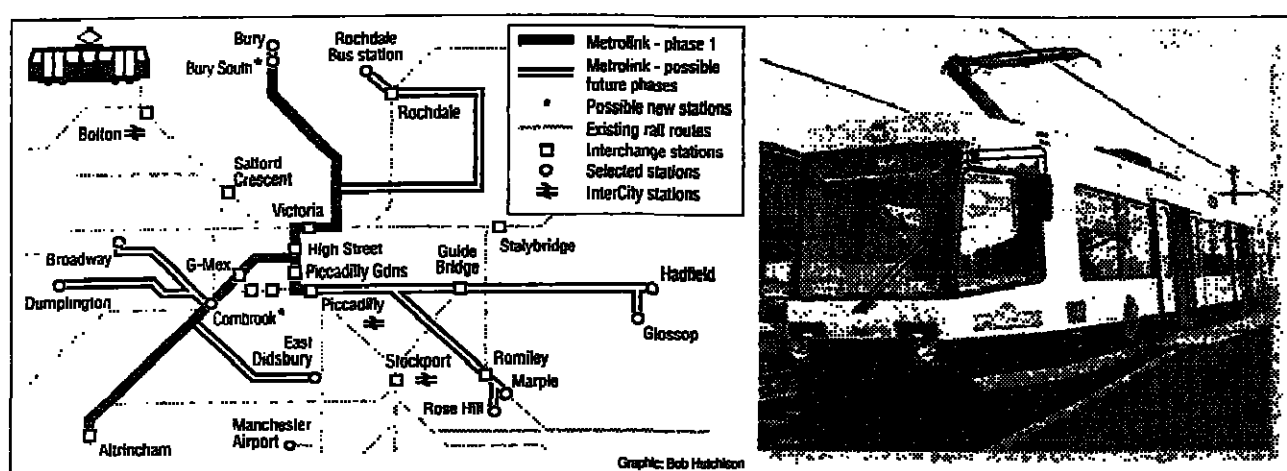 Bury
Bury South*
Rochdale
Bus station
Rochdale
Bolton
Salford
Crescent
Victoria
High Street
Broadway
G-Mex
Piccadilly Gdns
Guide
Bridge
Stalybridge
Hadfield
Dumplington
Cornbrook*
Piccadilly
Glossop
East
Didsbury
Stockport
Romiley
Marple
Rose Hill
Altrincham
Manchester
Airport
Metrolink - phase 1
Metrolink - possible
future phases
* Possible new stations
Existing rail routes
Interchange stations
Selected stations
InterCity stations
Graphic: Bob Hutchison